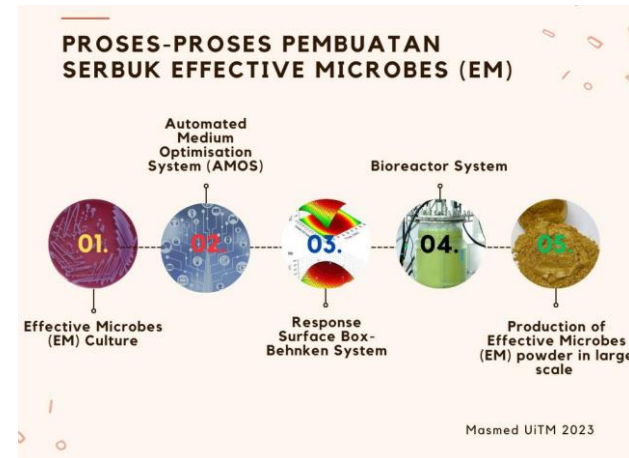 PROSES-PROSES PEMBUATAN
SERBUK EFFECTIVE MICROBES (EM)
Automated
Medium
Optimisation
System (AMOS)
Bioreactor System
01.
02.
03.
04.
05.
Effective Microbes
(EM) Culture
Response
Surface Box-
Behnken System
Production of
Effective Microbes
(EM) powder in large
scale
Masmed UiTM 2023